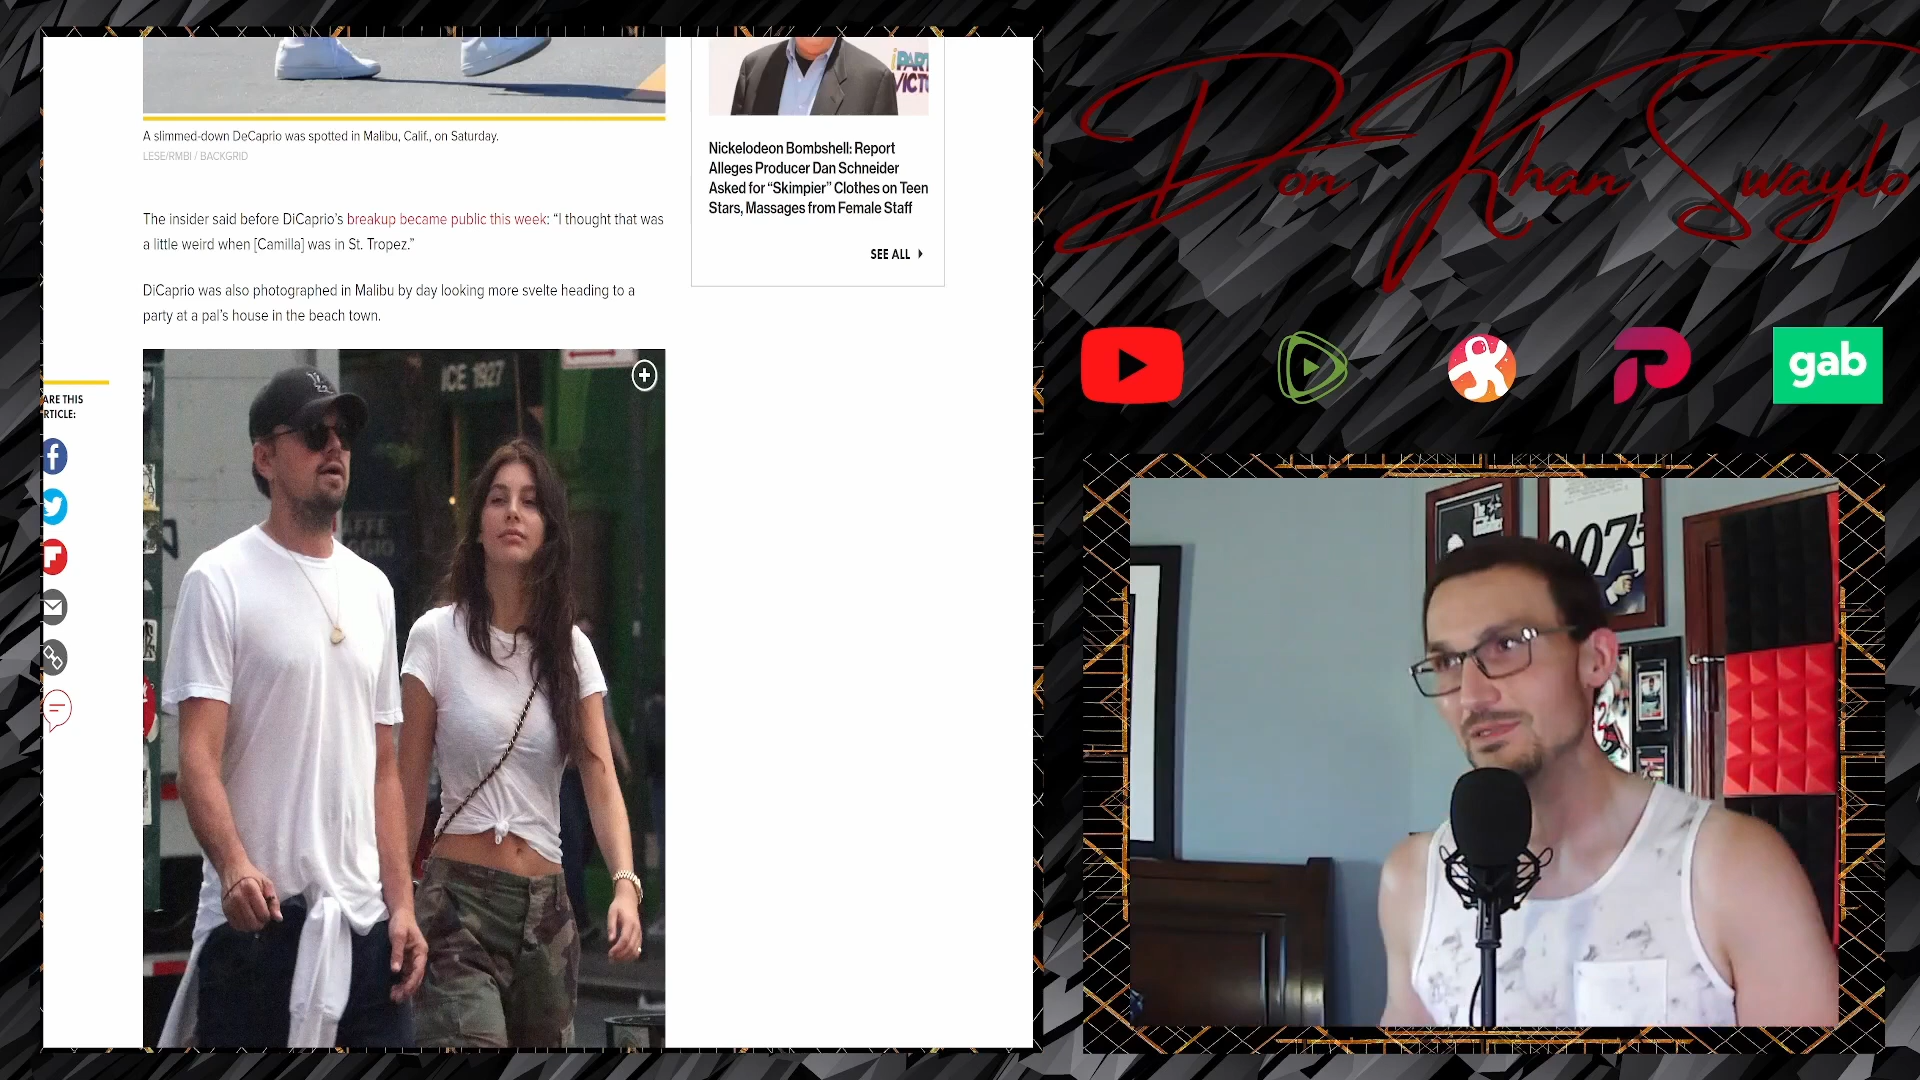 A slimmed-down DeCaprio was spotted in Malibu, Calif., on Saturday.
LESE/RMBI / BACKGRID
The insider said before DiCaprio’s breakup became public this week: “I thought that was
a little weird when [Camilla] was in St. Tropez.”
DiCaprio was also photographed in Malibu by day looking more svelte heading to a
party at a pal’s house in the beach town.
ARE THIS
RTICLE:
ICE 1927
iPART
VICT
Nickelodeon Bombshell: Report
Alleges Producer Dan Schneider
Asked for “Skimpier” Clothes on Teen
Stars, Massages from Female Staff
SEE ALL
Don Khan Swaylo
gab
007